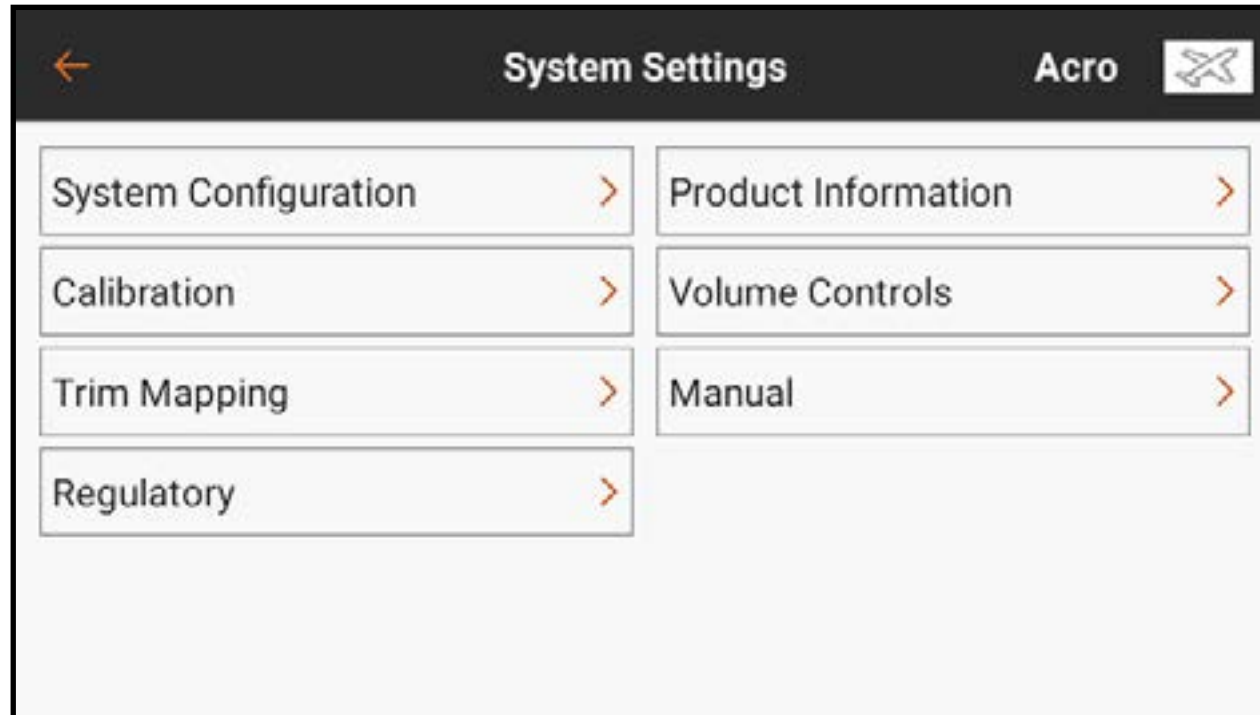 System Settings
Acro
System Configuration
Product Information
Calibration
Volume Controls
Trim Mapping
Manual
Regulatory